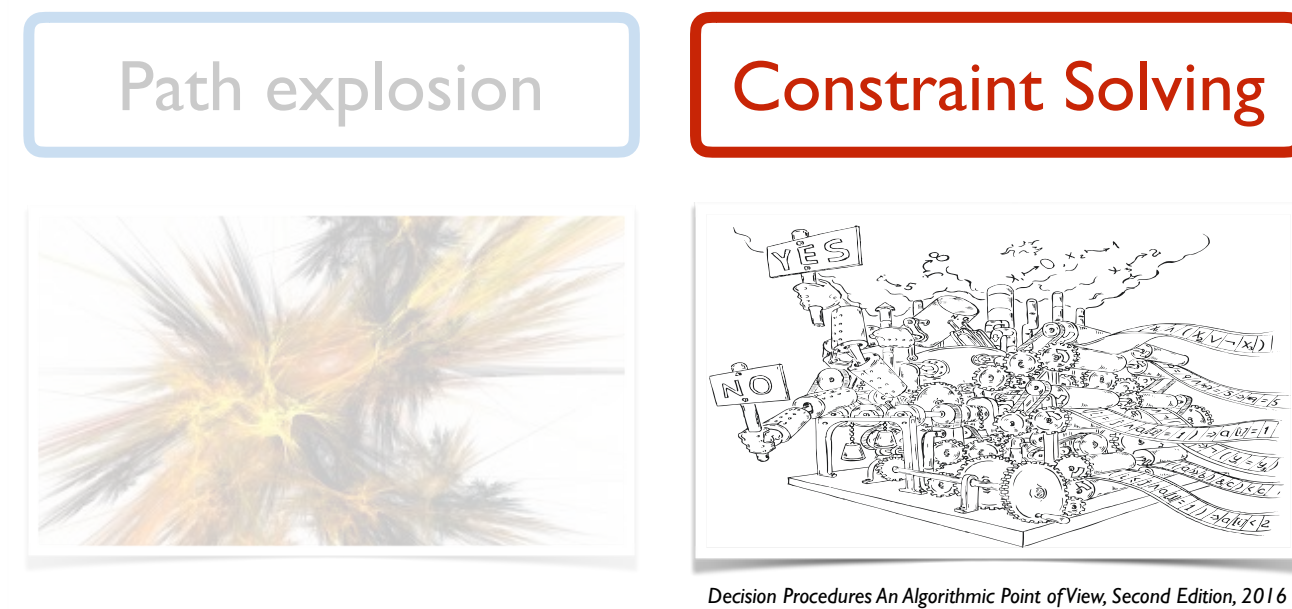 Path explosion
Constraint Solving
YES
NO
Decision Procedures An Algorithmic Point of View, Second Edition, 2016